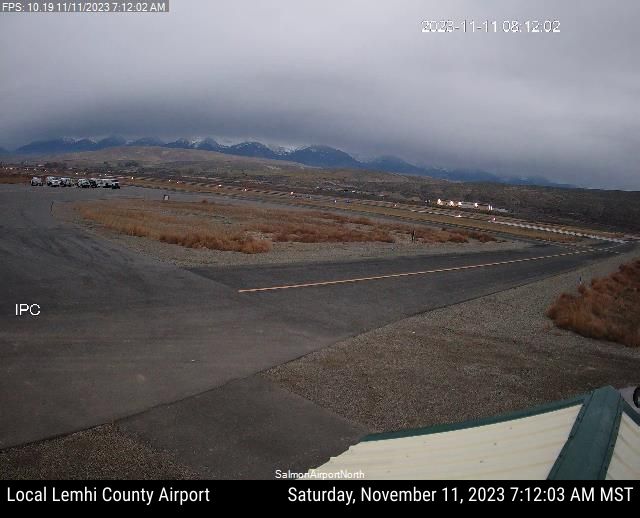 FPS: 10.19 11/11/2023 7:12:02 AM
2023-11-11 08:12:02
IPC
SalmonAirportNorth
Local Lemhi County Airport Saturday, November 11, 2023 7:12:03 AM MST